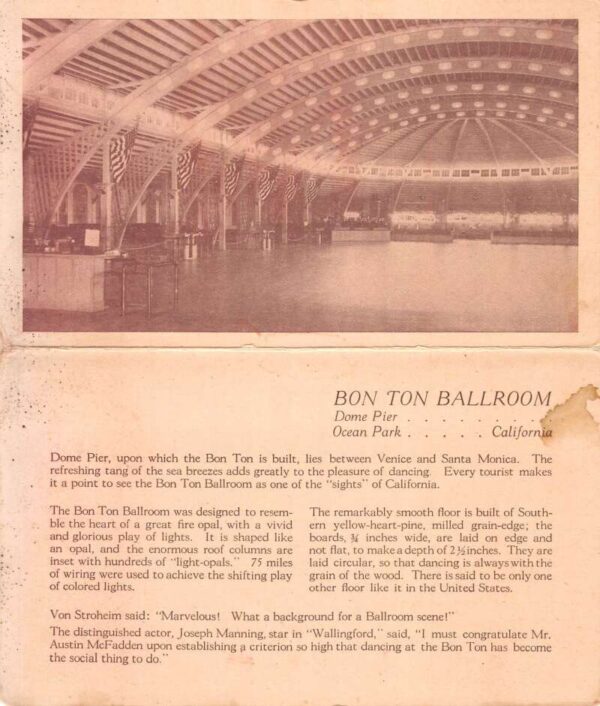 BON TON BALLROOM
Dome Pier . . . . . . . . . .
Ocean Park . . . . . California
Dome Pier, upon which the Bon Ton is built, lies between Venice and Santa Monica. The
refreshing tang of the sea breezes adds greatly to the pleasure of dancing. Every tourist makes
it a point to see the Bon Ton Ballroom as one of the "sights" of California.
The Bon Ton Ballroom was designed to resem-
ble the heart of a great fire opal, with a vivid
and glorious play of lights. It is shaped like
an opal, and the enormous roof columns are
inset with hundreds of "light-opals." 75 miles
of wiring were used to achieve the shifting play
of colored lights.
The remarkably smooth floor is built of South-
ern yellow-heart-pine, milled grain-edge; the
boards, ¾ inches wide, are laid on edge and
not flat, to make a depth of 2½ inches. They are
laid circular, so that dancing is always with the
grain of the wood. There is said to be only one
other floor like it in the United States.
Von Stroheim said: "Marvelous! What a background for a Ballroom scene!"
The distinguished actor, Joseph Manning, star in "Wallingford," said, "I must congratulate Mr.
Austin McFadden upon establishing a criterion so high that dancing at the Bon Ton has become
the social thing to do."